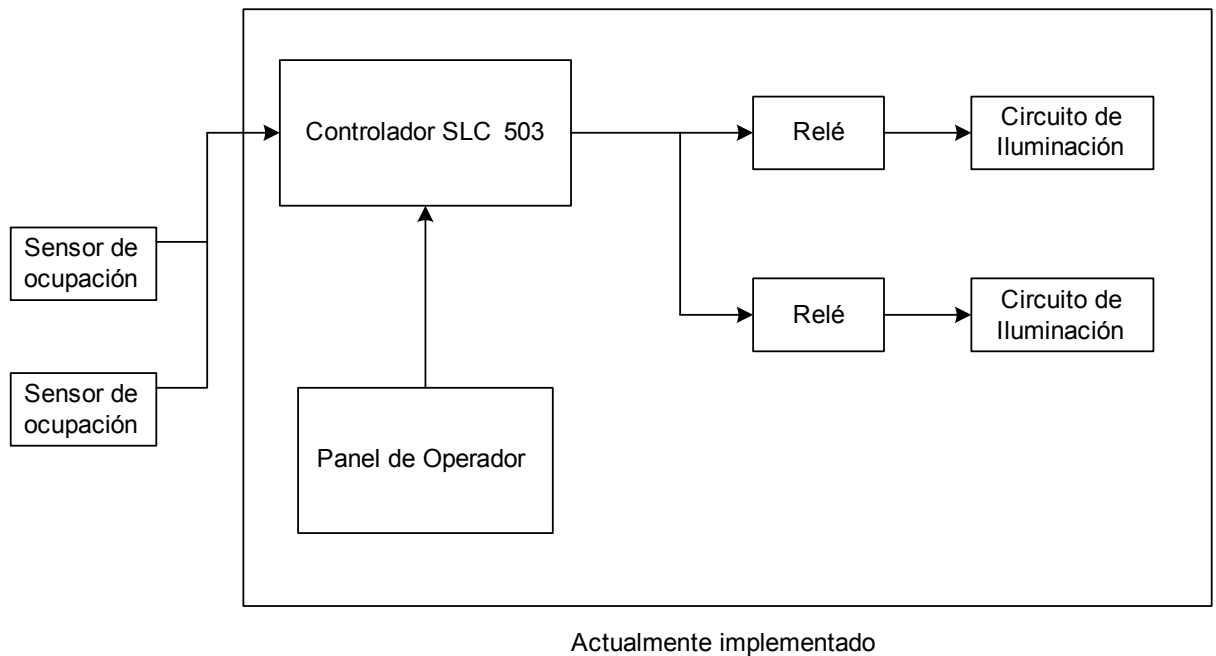 Controlador SLC 503
Relé
Circuito de
Iluminación
Sensor de
ocupación
Relé
Circuito de
Iluminación
Sensor de
ocupación
Panel de Operador
Actualmente implementado